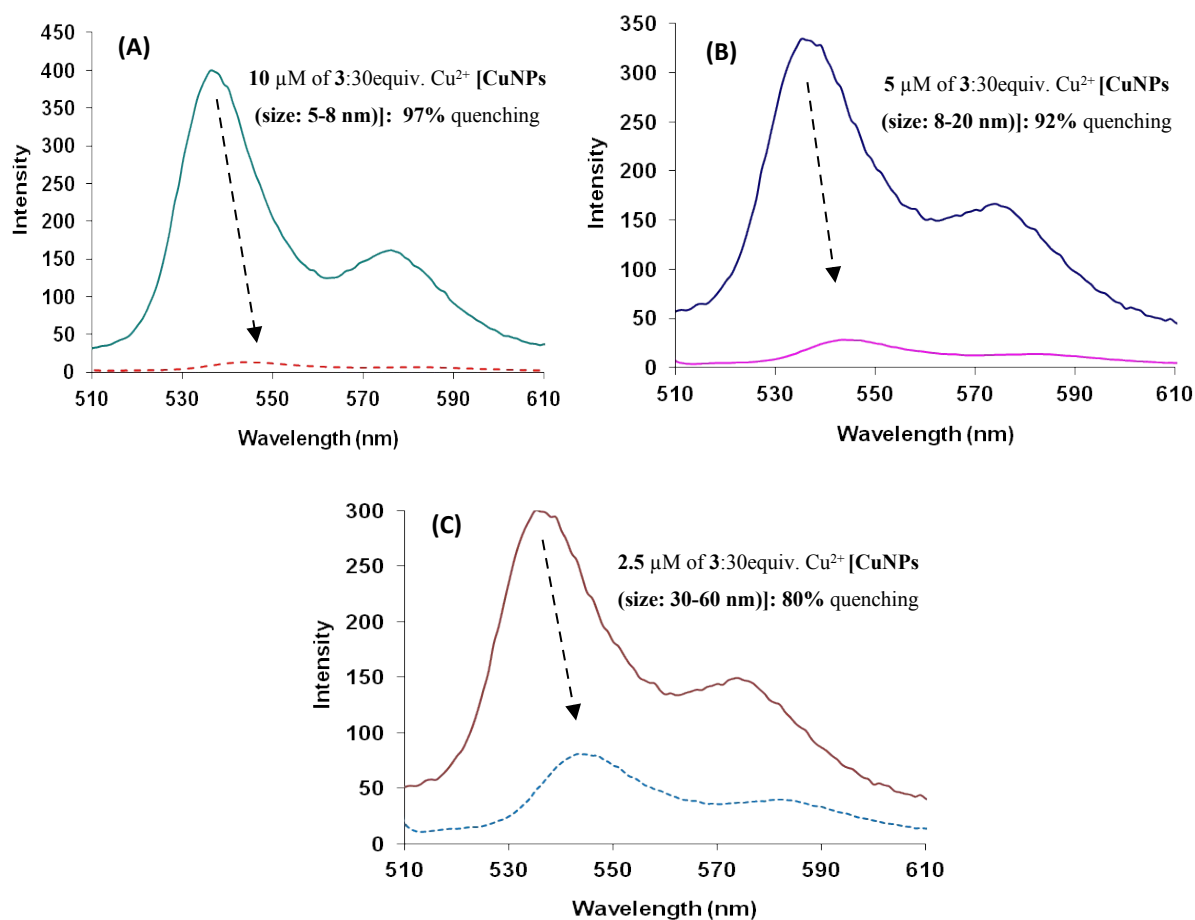 (A)
10 µM of 3:30equiv. Cu²⁺ [CuNPs
(size: 5-8 nm)]: 97% quenching
450
400
350
300
250
200
150
100
50
0
Intensity
510 530 550 570 590 610
Wavelength (nm)
(B)
5 µM of 3:30equiv. Cu²⁺ [CuNPs
(size: 8-20 nm)]: 92% quenching
350
300
250
200
150
100
50
0
Intensity
510 530 550 570 590 610
Wavelength (nm)
(C)
2.5 µM of 3:30equiv. Cu²⁺ [CuNPs
(size: 30-60 nm)]: 80% quenching
300
250
200
150
100
50
0
Intensity
510 530 550 570 590 610
Wavelength (nm)